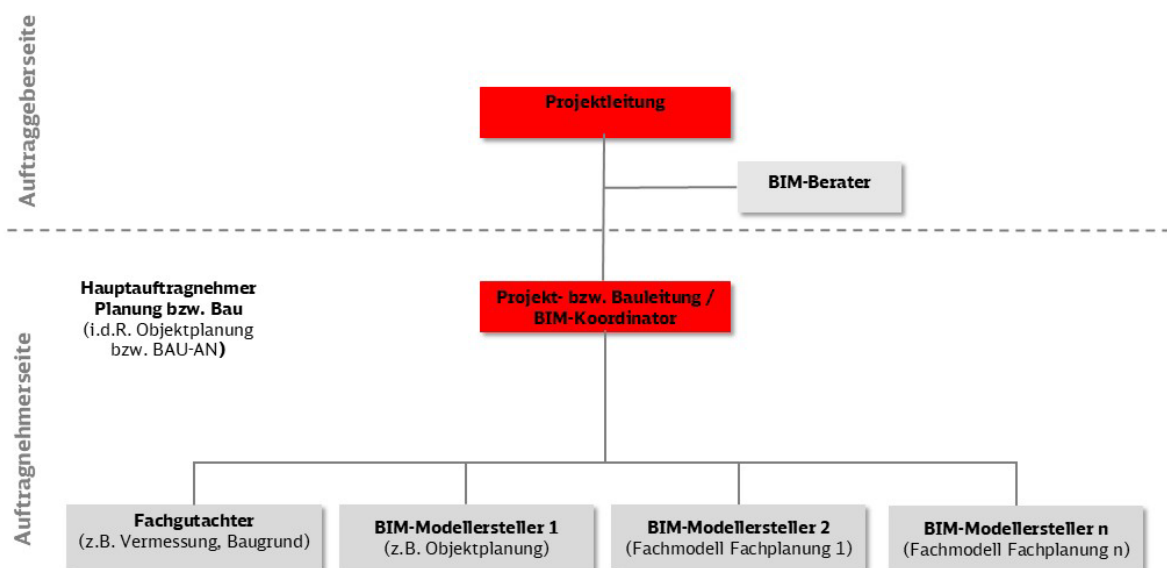 Auftraggeberseite
Projektleitung
BIM-Berater
Auftragnehmerseite
Hauptauftragnehmer
Planung bzw. Bau
(i.d.R. Objektplanung
bzw. BAU-AN)
Projekt- bzw. Bauleitung /
BIM-Koordinator
Fachgutachter
(z.B. Vermessung, Baugrund)
BIM-Modellersteller 1
(z.B. Objektplanung)
BIM-Modellersteller 2
(Fachmodell Fachplanung 1)
BIM-Modellersteller n
(Fachmodell Fachplanung n)